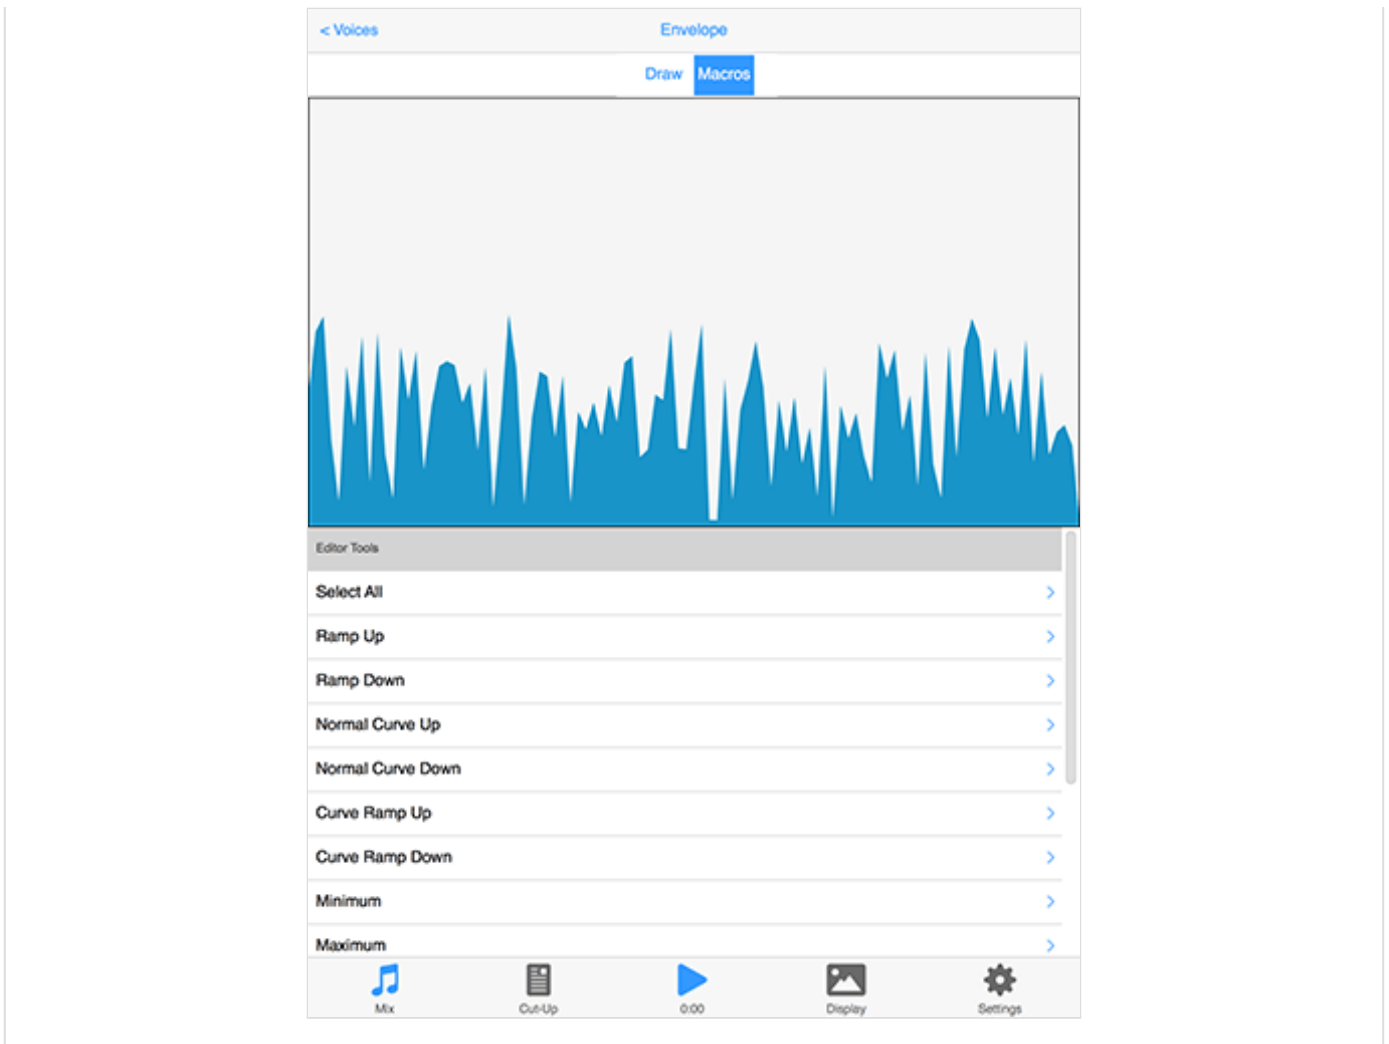 < Voices Envelope
Draw Macros
Editor Tools
Select All
Ramp Up
Ramp Down
Normal Curve Up
Normal Curve Down
Curve Ramp Up
Curve Ramp Down
Minimum
Maximum
Mix Cut-Up 0:00 Display Settings